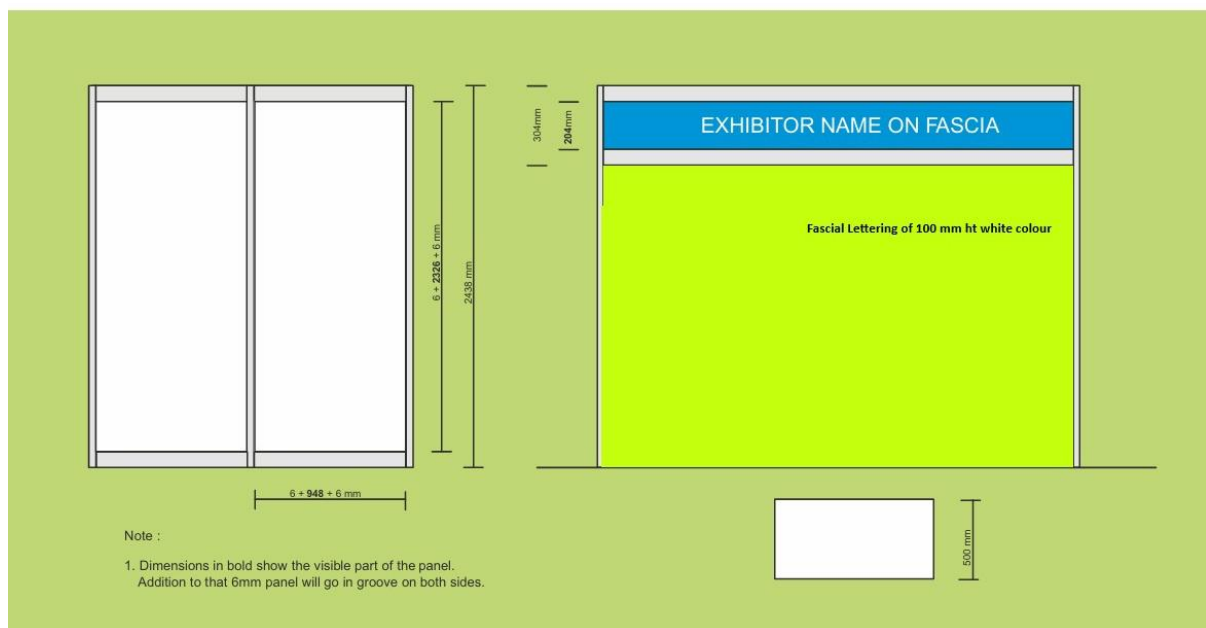 304mm
204mm
EXHIBITOR NAME ON FASCIA
Fascial Lettering of 100 mm ht white colour
6 + 2326 + 6 mm
2438 mm
6 + 948 + 6 mm
500 mm
Note :
1. Dimensions in bold show the visible part of the panel.
Addition to that 6mm panel will go in groove on both sides.